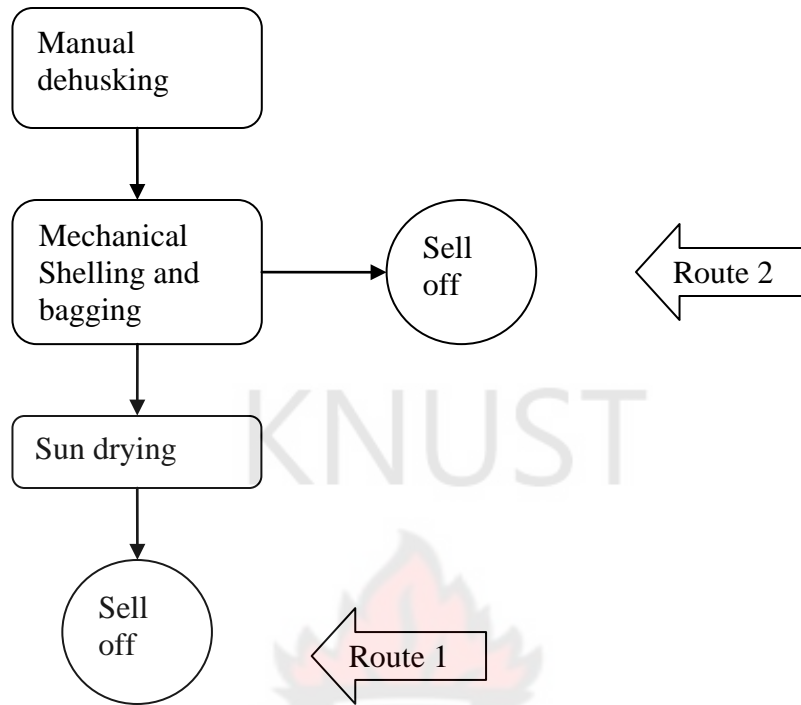 Manual
dehusking
Mechanical
Shelling and
bagging
Sell
off
Route 2
KNUST
Sun drying
Sell
off
Route 1